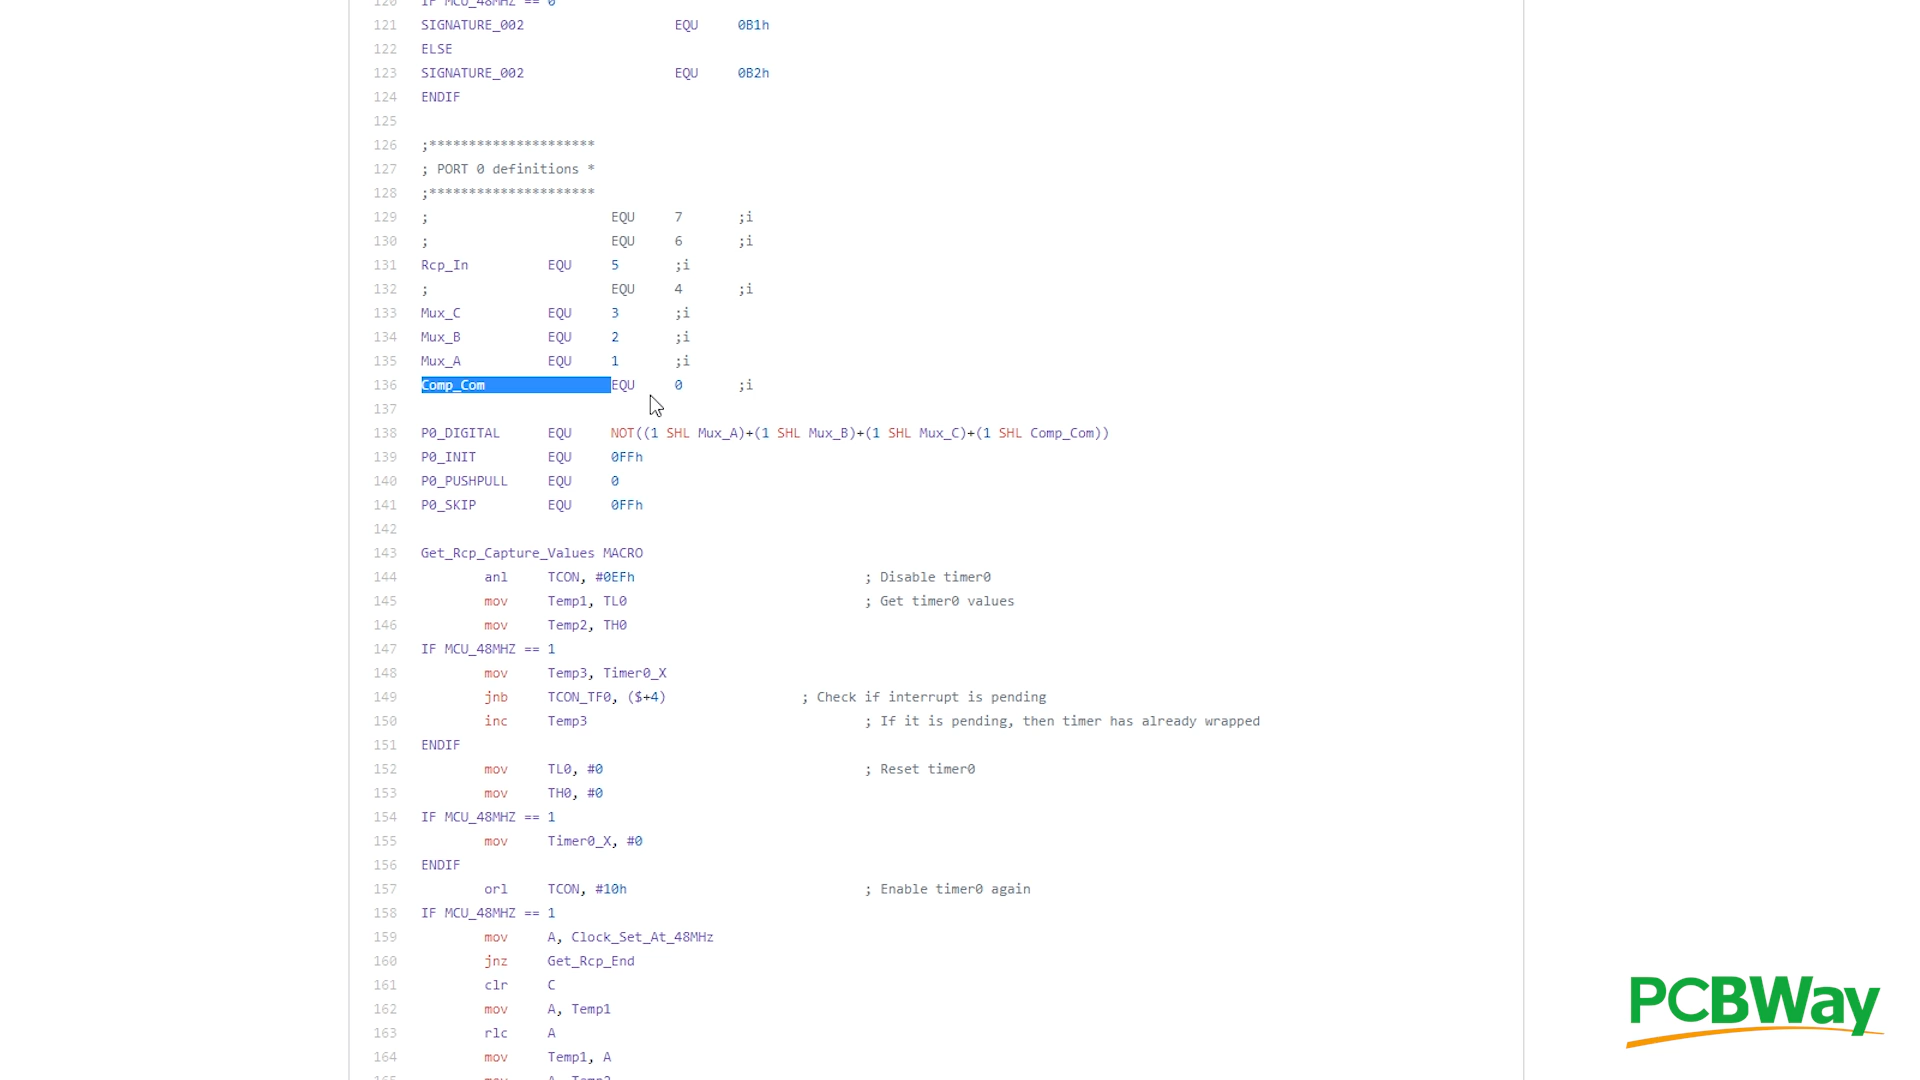 120 IF MCU_48MHZ == 0
121 SIGNATURE_002 EQU 0B1h
122 ELSE
123 SIGNATURE_002 EQU 0B2h
124 ENDIF
125
126 ;*********************
127 ; PORT 0 definitions *
128 ;*********************
129 ; EQU 7 ;i
130 ; EQU 6 ;i
131 Rcp_In EQU 5 ;i
132 ; EQU 4 ;i
133 Mux_C EQU 3 ;i
134 Mux_B EQU 2 ;i
135 Mux_A EQU 1 ;i
136 Comp_Com EQU 0 ;i
137
138 P0_DIGITAL EQU NOT((1 SHL Mux_A)+(1 SHL Mux_B)+(1 SHL Mux_C)+(1 SHL Comp_Com))
139 P0_INIT EQU 0FFh
140 P0_PUSHPULL EQU 0
141 P0_SKIP EQU 0FFh
142
143 Get_Rcp_Capture_Values MACRO
144 anl TCON, #0EFh ; Disable timer0
145 mov Temp1, TL0 ; Get timer0 values
146 mov Temp2, TH0
147 IF MCU_48MHZ == 1
148 mov Temp3, Timer0_X
149 jnb TCON_TF0, ($+4) ; Check if interrupt is pending
150 inc Temp3 ; If it is pending, then timer has already wrapped
151 ENDIF
152 mov TL0, #0 ; Reset timer0
153 mov TH0, #0
154 IF MCU_48MHZ == 1
155 mov Timer0_X, #0
156 ENDIF
157 orl TCON, #10h ; Enable timer0 again
158 IF MCU_48MHZ == 1
159 mov A, Clock_Set_At_48MHz
160 jnz Get_Rcp_End
161 clr C
162 mov A, Temp1
163 rlc A
164 mov Temp1, A
165 mov A, Temp2
PCBWay